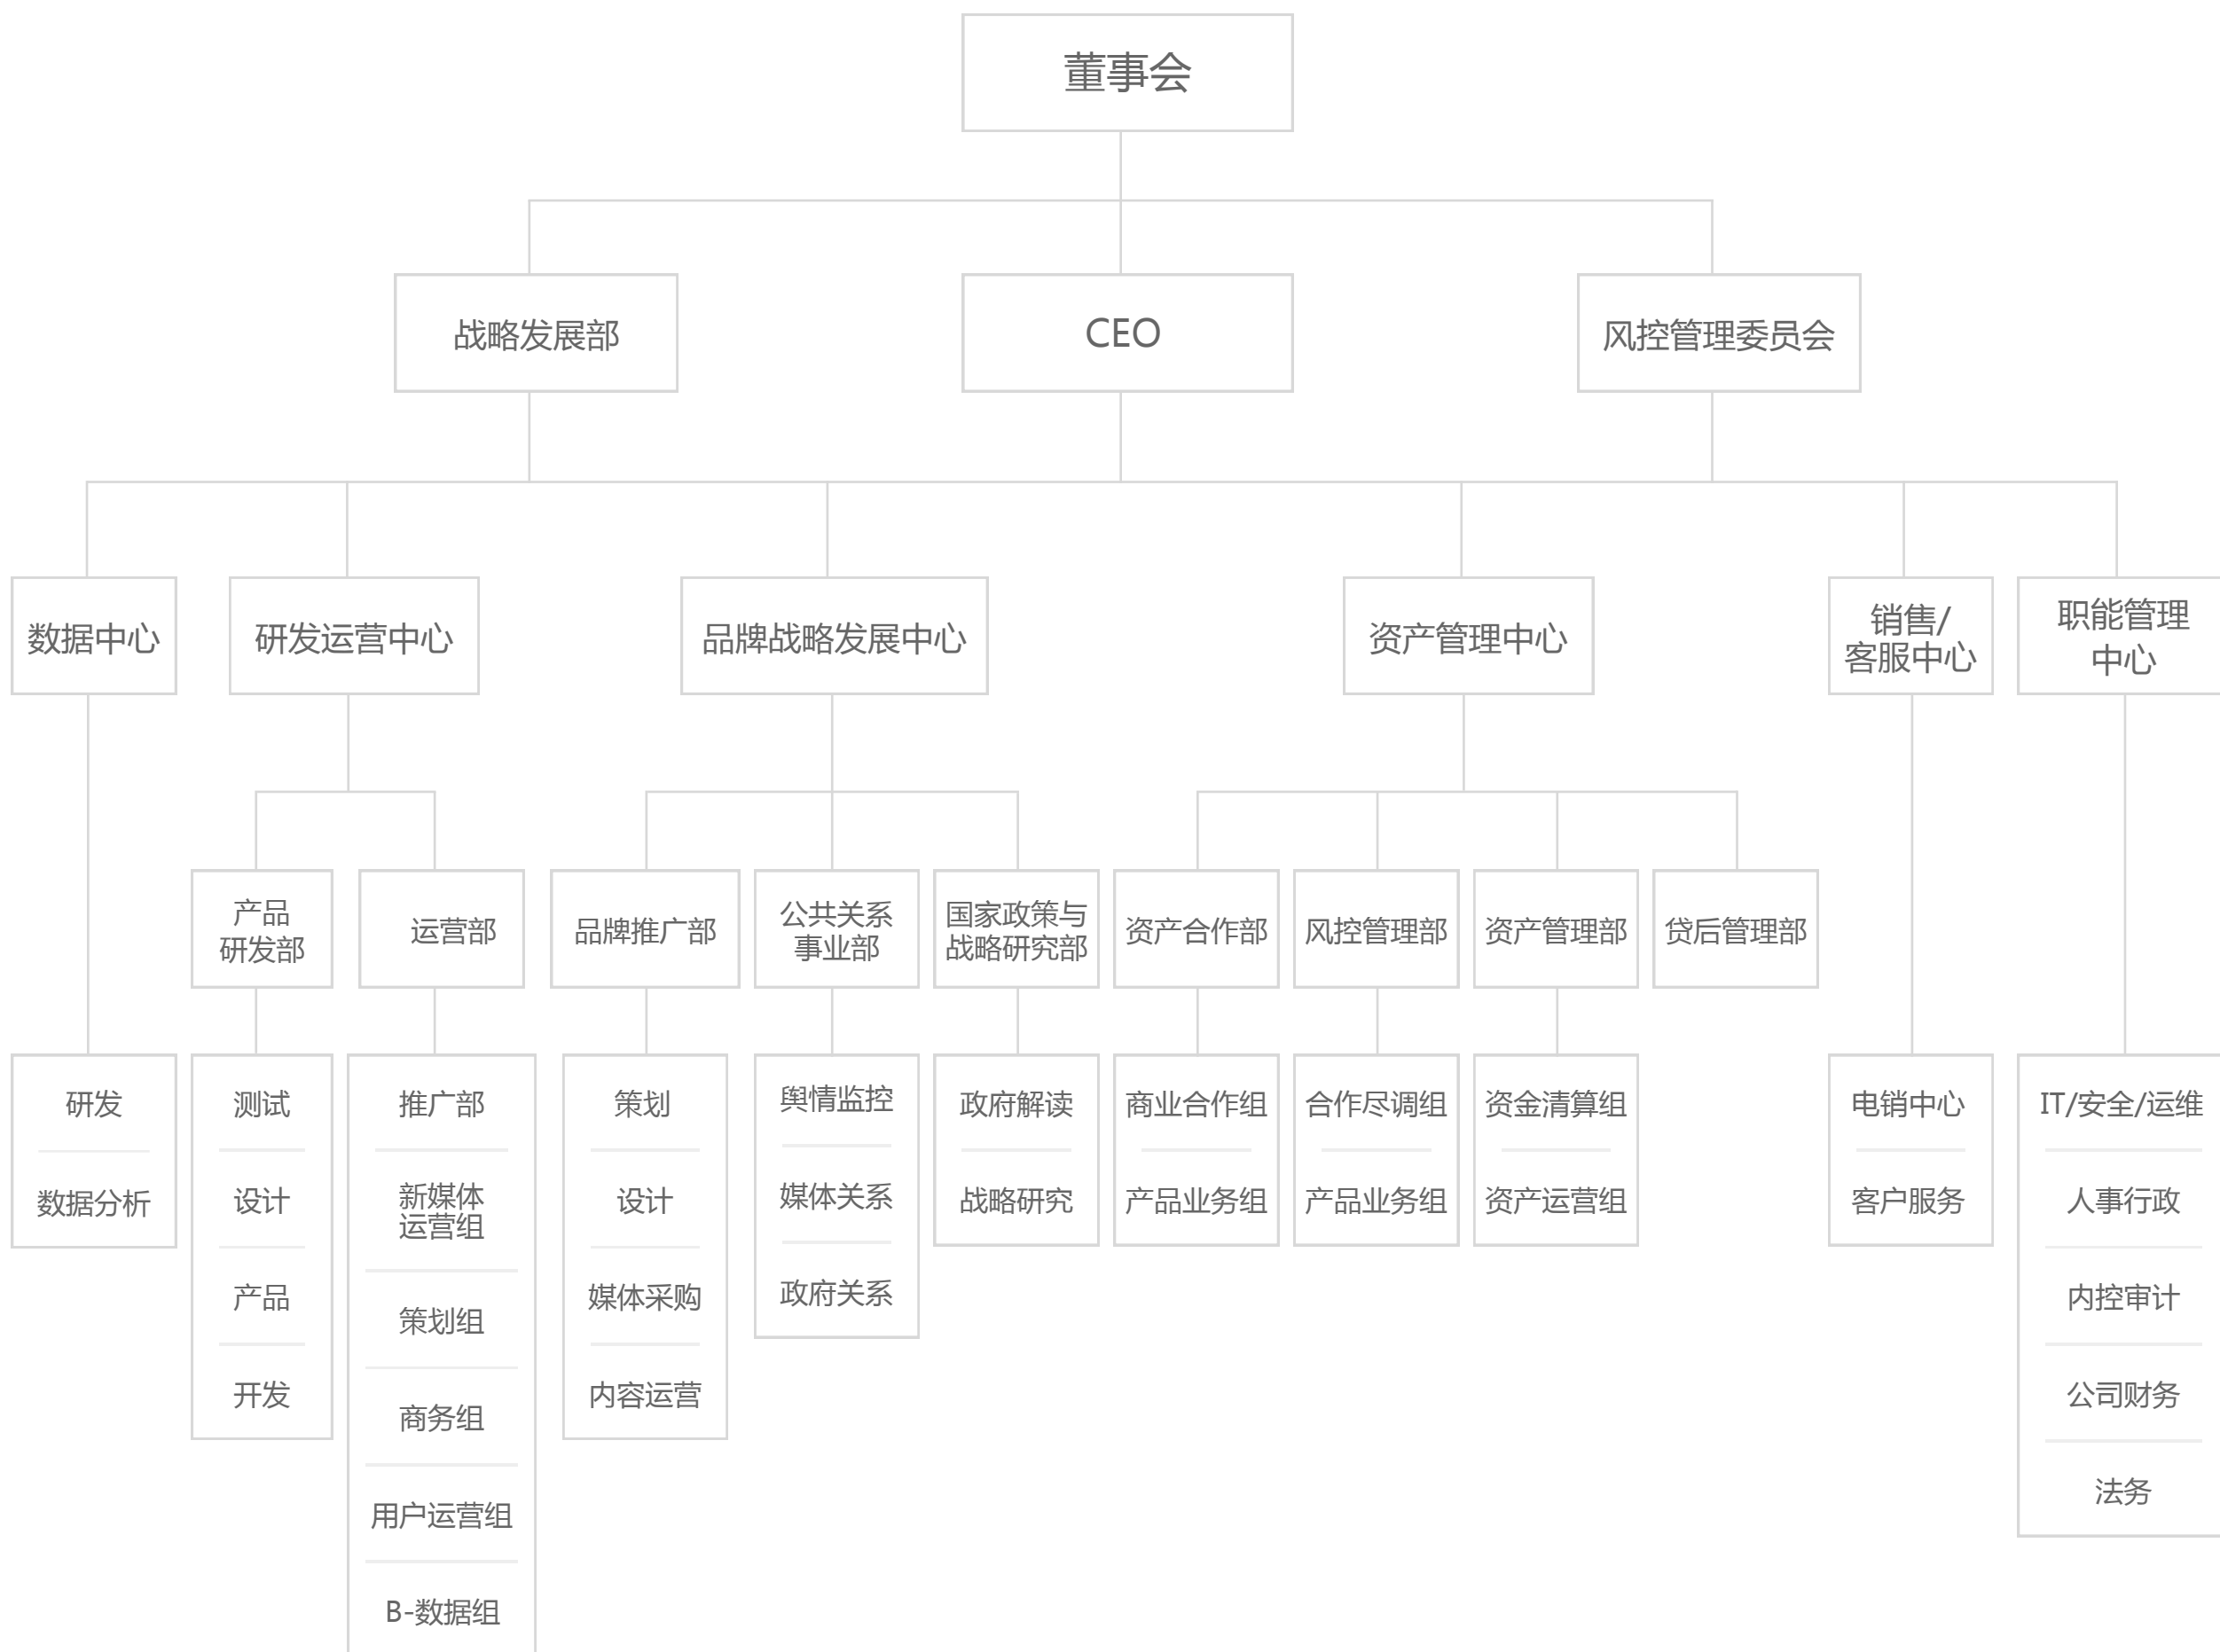 董事会
战略发展部
CEO
风控管理委员会
数据中心
研发运营中心
品牌战略发展中心
资产管理中心
销售/
客服中心
职能管理
中心
产品
研发部
运营部
品牌推广部
公共关系
事业部
国家政策与
战略研究部
资产合作部
风控管理部
资产管理部
贷后管理部
研发
数据分析
测试
设计
产品
开发
推广部
新媒体
运营组
策划组
商务组
用户运营组
B-数据组
策划
设计
媒体采购
内容运营
舆情监控
媒体关系
政府关系
政府解读
战略研究
商业合作组
产品业务组
合作尽调组
产品业务组
资金清算组
资产运营组
电销中心
客户服务
IT/安全/运维
人事行政
内控审计
公司财务
法务